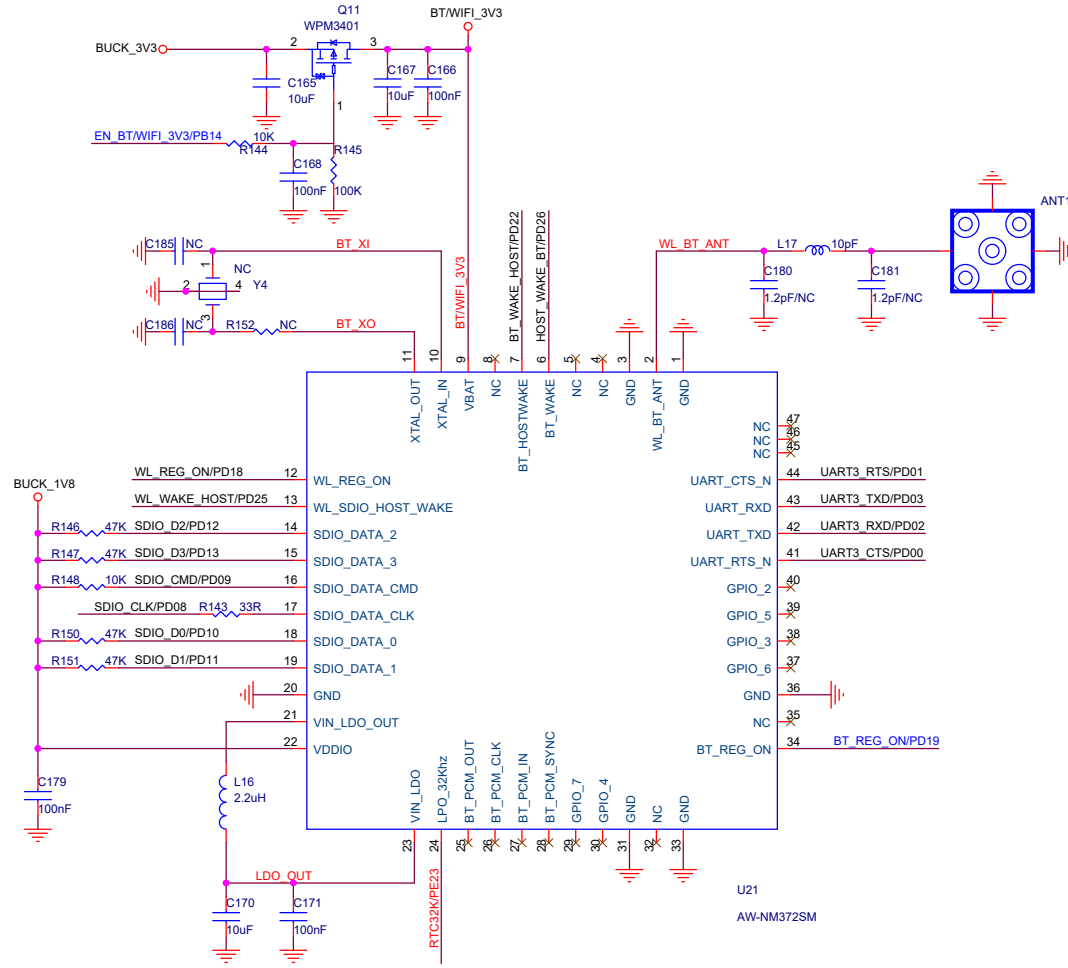 Q11
WPM3401
BT/WIFI_3V3
BUCK_3V3
2
3
C165
10uF
C167
10uF
C166
100nF
1
EN_BT/WIFI_3V3/PB14
10K
R144
R145
C168
100nF
100K
C185
NC
BT_XI
1
NC
2
4
Y4
3
C186
NC
R152
NC
BT_XO
BT/WIFI_3V3
BT_WAKE_HOST/PD22
HOST_WAKE_BT/PD26
WL_BT_ANT
L17
10pF
C180
1.2pF/NC
C181
1.2pF/NC
ANT1
11
10
9
8
7
6
5
4
3
2
1
XTAL_OUT
XTAL_IN
VBAT
NC
BT_HOSTWAKE
BT_WAKE
NC
NC
GND
WL_BT_ANT
GND
BUCK_1V8
WL_REG_ON/PD18
12
WL_REG_ON
WL_WAKE_HOST/PD25
13
WL_SDIO_HOST_WAKE
R146
47K
SDIO_D2/PD12
14
SDIO_DATA_2
R147
47K
SDIO_D3/PD13
15
SDIO_DATA_3
R148
10K
SDIO_CMD/PD09
16
SDIO_DATA_CMD
SDIO_CLK/PD08
R143
33R
17
SDIO_DATA_CLK
R150
47K
SDIO_D0/PD10
18
SDIO_DATA_0
R151
47K
SDIO_D1/PD11
19
SDIO_DATA_1
20
GND
21
VIN_LDO_OUT
22
VDDIO
NC
47
NC
46
NC
45
UART_CTS_N
44
UART3_RTS/PD01
UART_RXD
43
UART3_TXD/PD03
UART_TXD
42
UART3_RXD/PD02
UART_RTS_N
41
UART3_CTS/PD00
GPIO_2
40
GPIO_5
39
GPIO_3
38
GPIO_6
37
GND
36
NC
35
BT_REG_ON
34
BT_REG_ON/PD19
C179
100nF
L16
2.2uH
VIN_LDO
LPO_32Khz
BT_PCM_OUT
BT_PCM_CLK
BT_PCM_IN
BT_PCM_SYNC
GPIO_7
GPIO_4
GND
NC
GND
23
24
25
26
27
28
29
30
31
32
33
LDO_OUT
C170
10uF
C171
100nF
RTC32K/PE23
U21
AW-NM372SM